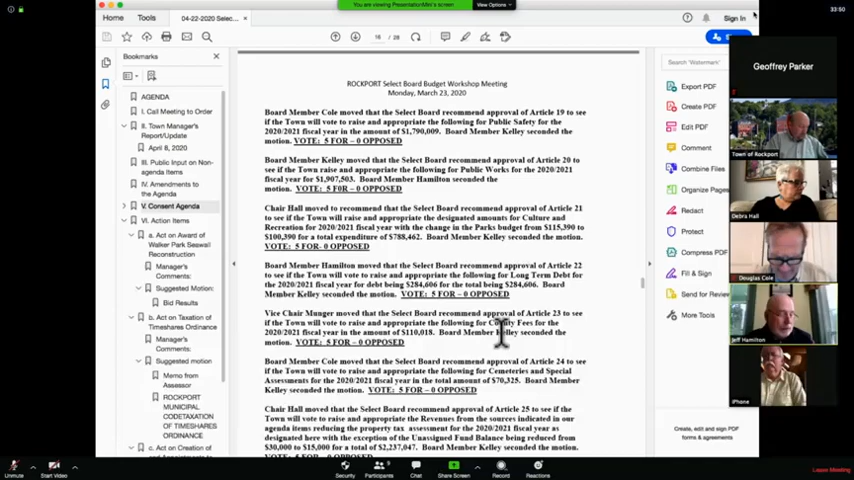 You are viewing PresentationMW's screen
View Options
33:50
Home
Tools
04-22-2020 Selec...
Sign In
16 / 28
Bookmarks
AGENDA
I. Call Meeting to Order
II. Town Manager's
Report/Update
April 8, 2020
III. Public Input on Non-
agenda Items
IV. Amendments to
the Agenda
V. Consent Agenda
VI. Action Items
a. Act on Award of
Walker Park Seawall
Reconstruction
Manager's
Comments:
Suggested Motion:
Bid Results
b. Act on Taxation of
Timeshares Ordinance
Manager's
Comments:
Suggested motion
Memo from
Assessor
ROCKPORT
MUNICIPAL
CODETAXATION
OF TIMESHARES
ORDINANCE
c. Act on Creation of
ROCKPORT Select Board Budget Workshop Meeting
Monday, March 23, 2020
Board Member Cole moved that the Select Board recommend approval of Article 19 to see
if the Town will vote to raise and appropriate the following for Public Safety for the
2020/2021 fiscal year in the amount of $1,790,009. Board Member Kelley seconded the
motion. VOTE: 5 FOR – 0 OPPOSED
Board Member Kelley moved that the Select Board recommend approval of Article 20 to
see if the Town will vote to raise and appropriate the following for Public Works for the 2020/2021
fiscal year for $1,907,503. Board Member Hamilton seconded the
motion. VOTE: 5 FOR – 0 OPPOSED
Chair Hall moved to recommend that the Select Board recommend approval of Article 21
to see if the Town will raise and appropriate the designated amounts for Culture and
Recreation for 2020/2021 fiscal year with the change in the Parks budget from $115,390 to
$100,390 for a total expenditure of $788,462. Board Member Kelley seconded the motion.
VOTE: 5 FOR- 0 OPPOSED
Board Member Hamilton moved that the Select Board recommend approval of Article 22
to see if the Town will raise and appropriate the following for Long Term Debt for
the 2020/2021 fiscal year for debt being $284,606 for the total being $284,606. Board
Member Kelley seconded the motion. VOTE: 5 FOR – 0 OPPOSED
Vice Chair Munger moved that the Select Board recommend approval of Article 23 to see
if the Town will vote to raise and appropriate the following for County Fees for the
2020/2021 fiscal year in the amount of $110,018. Board Member Kelley seconded the
motion. VOTE: 5 FOR – 0 OPPOSED
Board Member Cole moved that the Select Board recommend approval of Article 24 to see
if the Town will vote to raise and appropriate the following for Cemeteries and Special
Assessments for the 2020/2021 fiscal year in the total amount of $70,325. Board Member
Kelley seconded the motion. VOTE: 5 FOR – 0 OPPOSED
Chair Hall moved that the Select Board recommend approval of Article 25 to see if the
Town will vote to appropriate the Revenues from the sources indicated in our
agenda items reducing the property tax assessment for the 2020/2021 fiscal year as
designated here with the exception of the Unassigned Fund Balance being reduced from
$30,000 to $15,000 for a total of $2,237,047. Board Member Kelley seconded the motion.
Search 'Watermark'
Export PDF
Create PDF
Edit PDF
Comment
Combine Files
Organize Pages
Redact
Protect
Compress PDF
Fill & Sign
Send for Review
More Tools
Create, edit and sign PDF
forms & agreements
Geoffrey Parker
Town of Rockport
Debra Hall
Douglas Cole
Jeff Hamilton
iPhone
Unmute
Start Video
Security
Participants
Chat
Share Screen
Record
Reactions
Leave Meeting